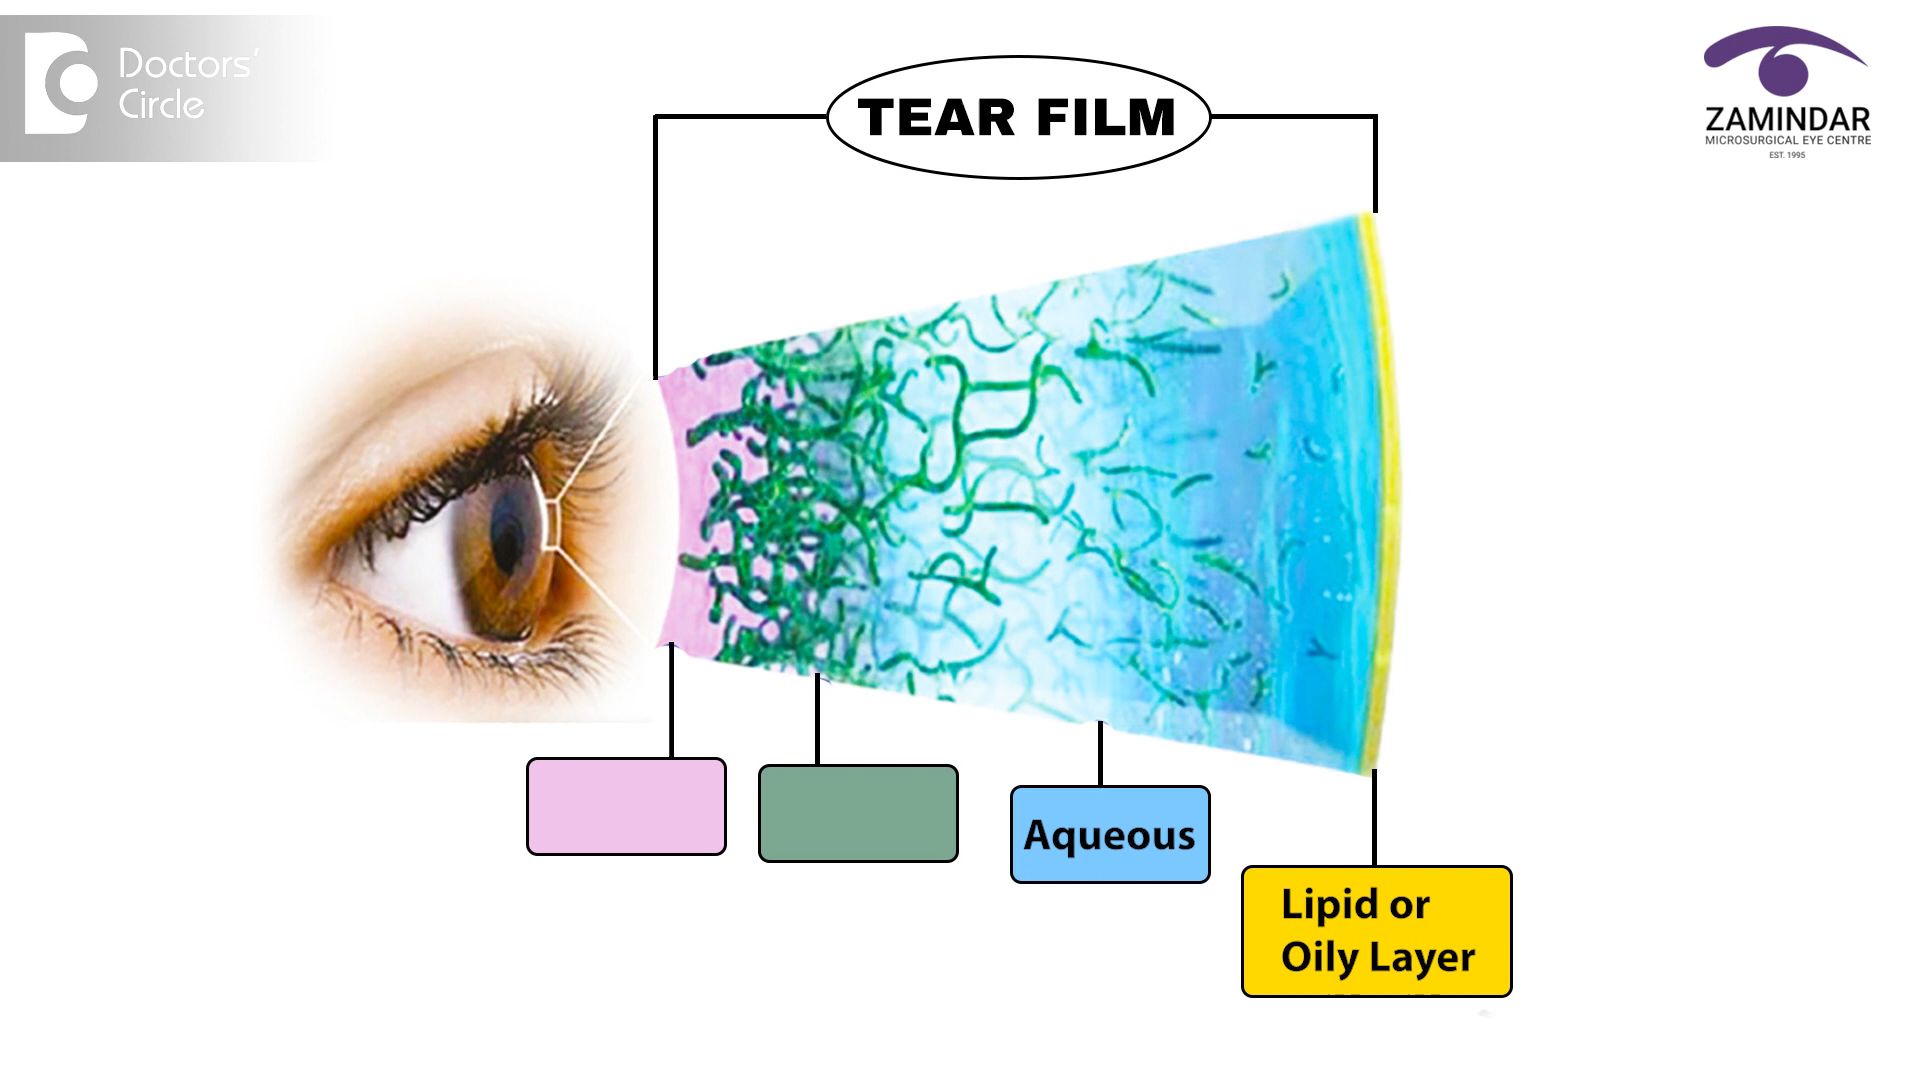 Doctors'
Circle
TEAR FILM
ZAMINDAR
MICROSURGICAL EYE CENTRE
EST. 1995
Aqueous
Lipid or
Oily Layer